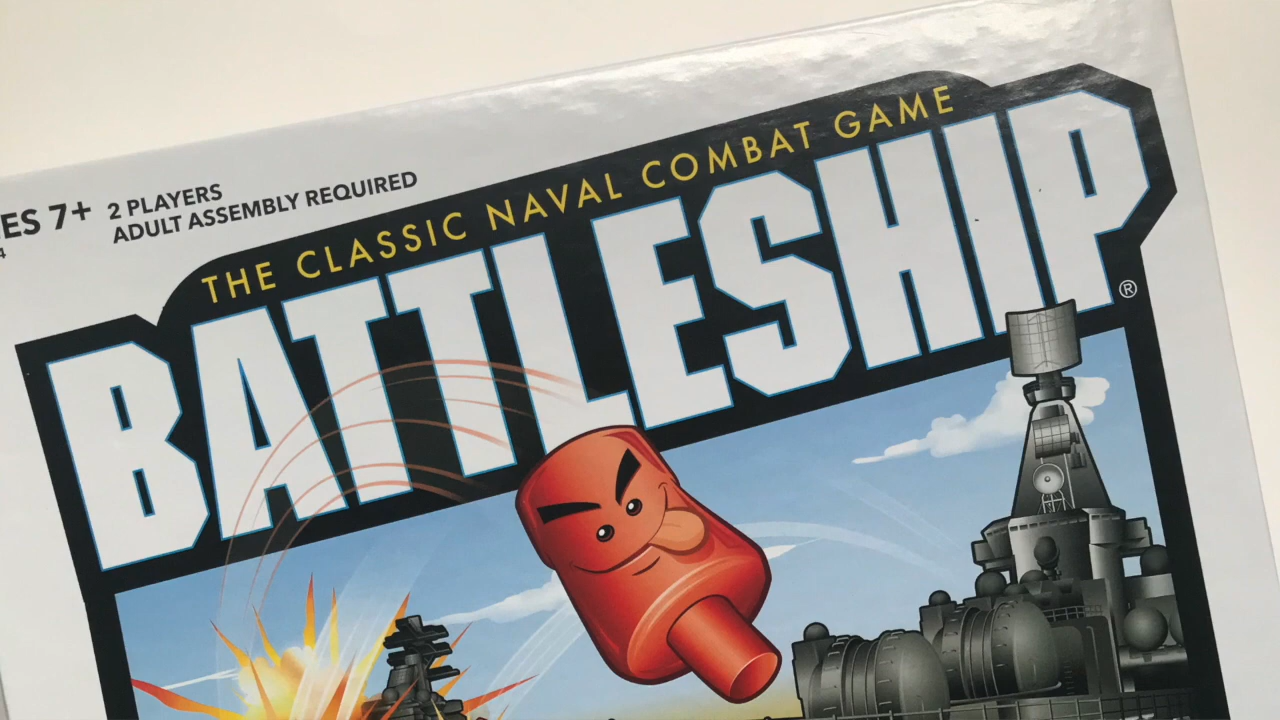 ES 7+
2 PLAYERS
ADULT ASSEMBLY REQUIRED
THE CLASSIC NAVAL COMBAT GAME
BATTLESHIP®